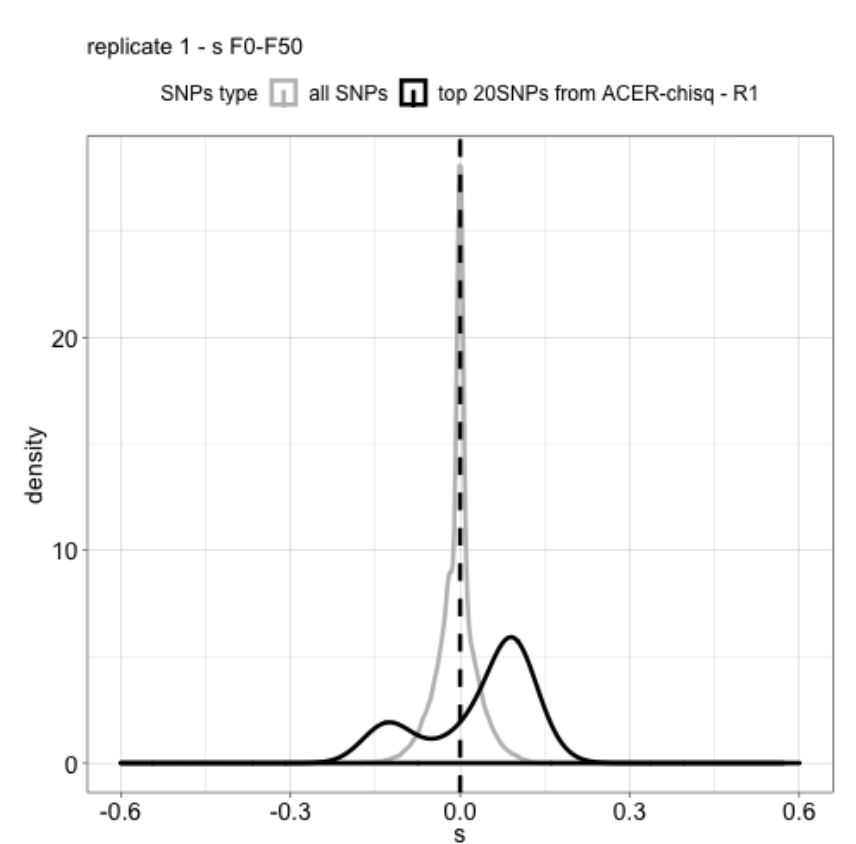 replicate 1 - s F0-F50
SNPs type all SNPs top 20SNPs from ACER-chisq - R1
density
20
10
0
-0.6 -0.3 0.0 0.3 0.6
s